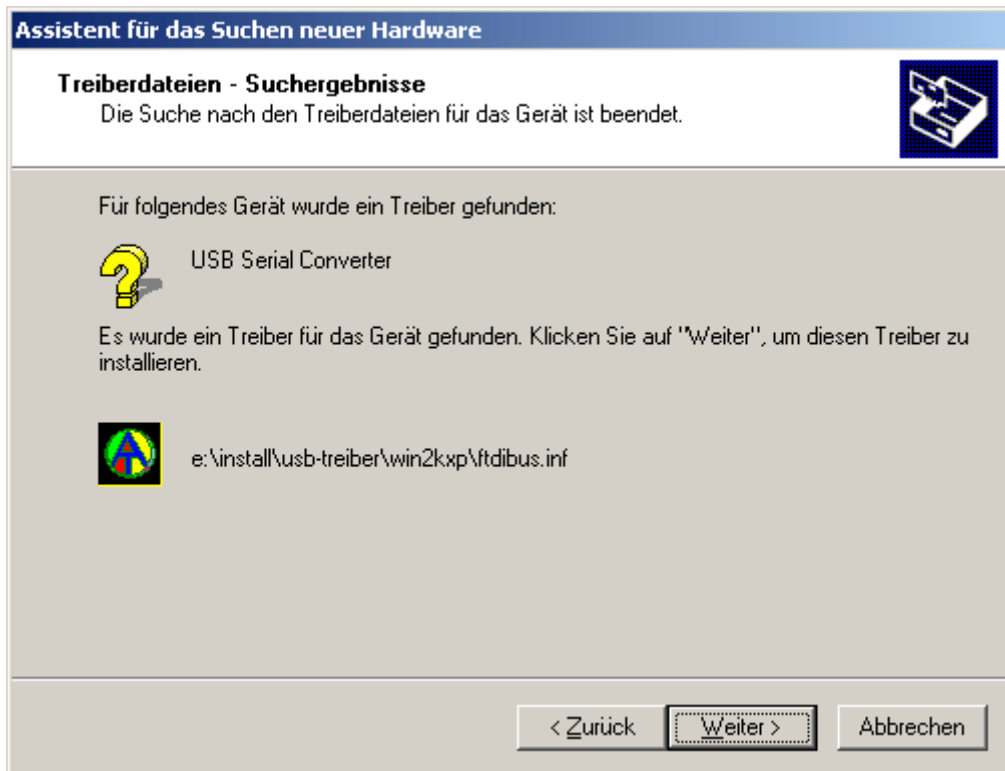 Assistent für das Suchen neuer Hardware
Treiberdateien - Suchergebnisse
Die Suche nach den Treiberdateien für das Gerät ist beendet.
Für folgendes Gerät wurde ein Treiber gefunden:
USB Serial Converter
Es wurde ein Treiber für das Gerät gefunden. Klicken Sie auf "Weiter", um diesen Treiber zu
installieren.
e:\install\usb-treiber\win2kxp\ftdibus.inf
< Zurück
Weiter >
Abbrechen